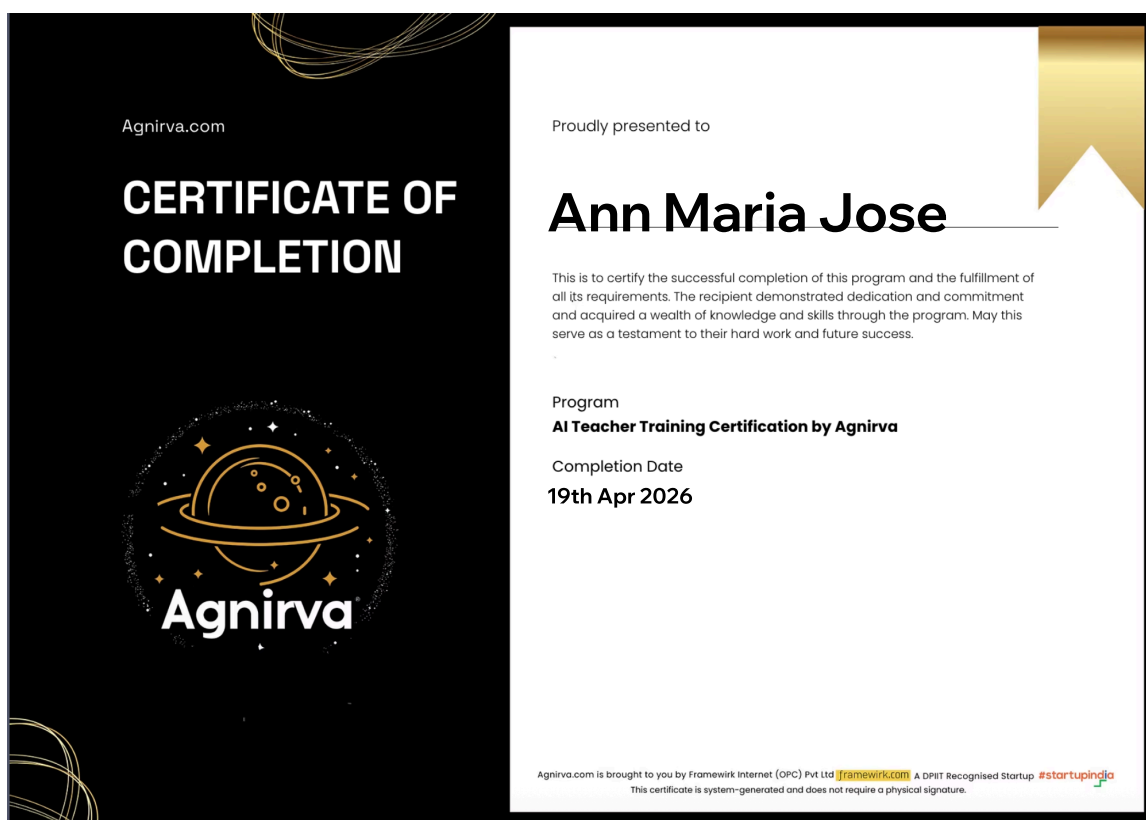 Agnirva.com
CERTIFICATE OF
COMPLETION
Agnirva
Proudly presented to
Ann Maria Jose
This is to certify the successful completion of this program and the fulfillment of
all its requirements. The recipient demonstrated dedication and commitment
and acquired a wealth of knowledge and skills through the program. May this
serve as a testament to their hard work and future success.
Program
AI Teacher Training Certification by Agnirva
Completion Date
19th Apr 2026
Agnirva.com is brought to you by Framewirk Internet (OPC) Pvt Ltd framewirk.com A DPIIT Recognised Startup #startupindia
This certificate is system-generated and does not require a physical signature.